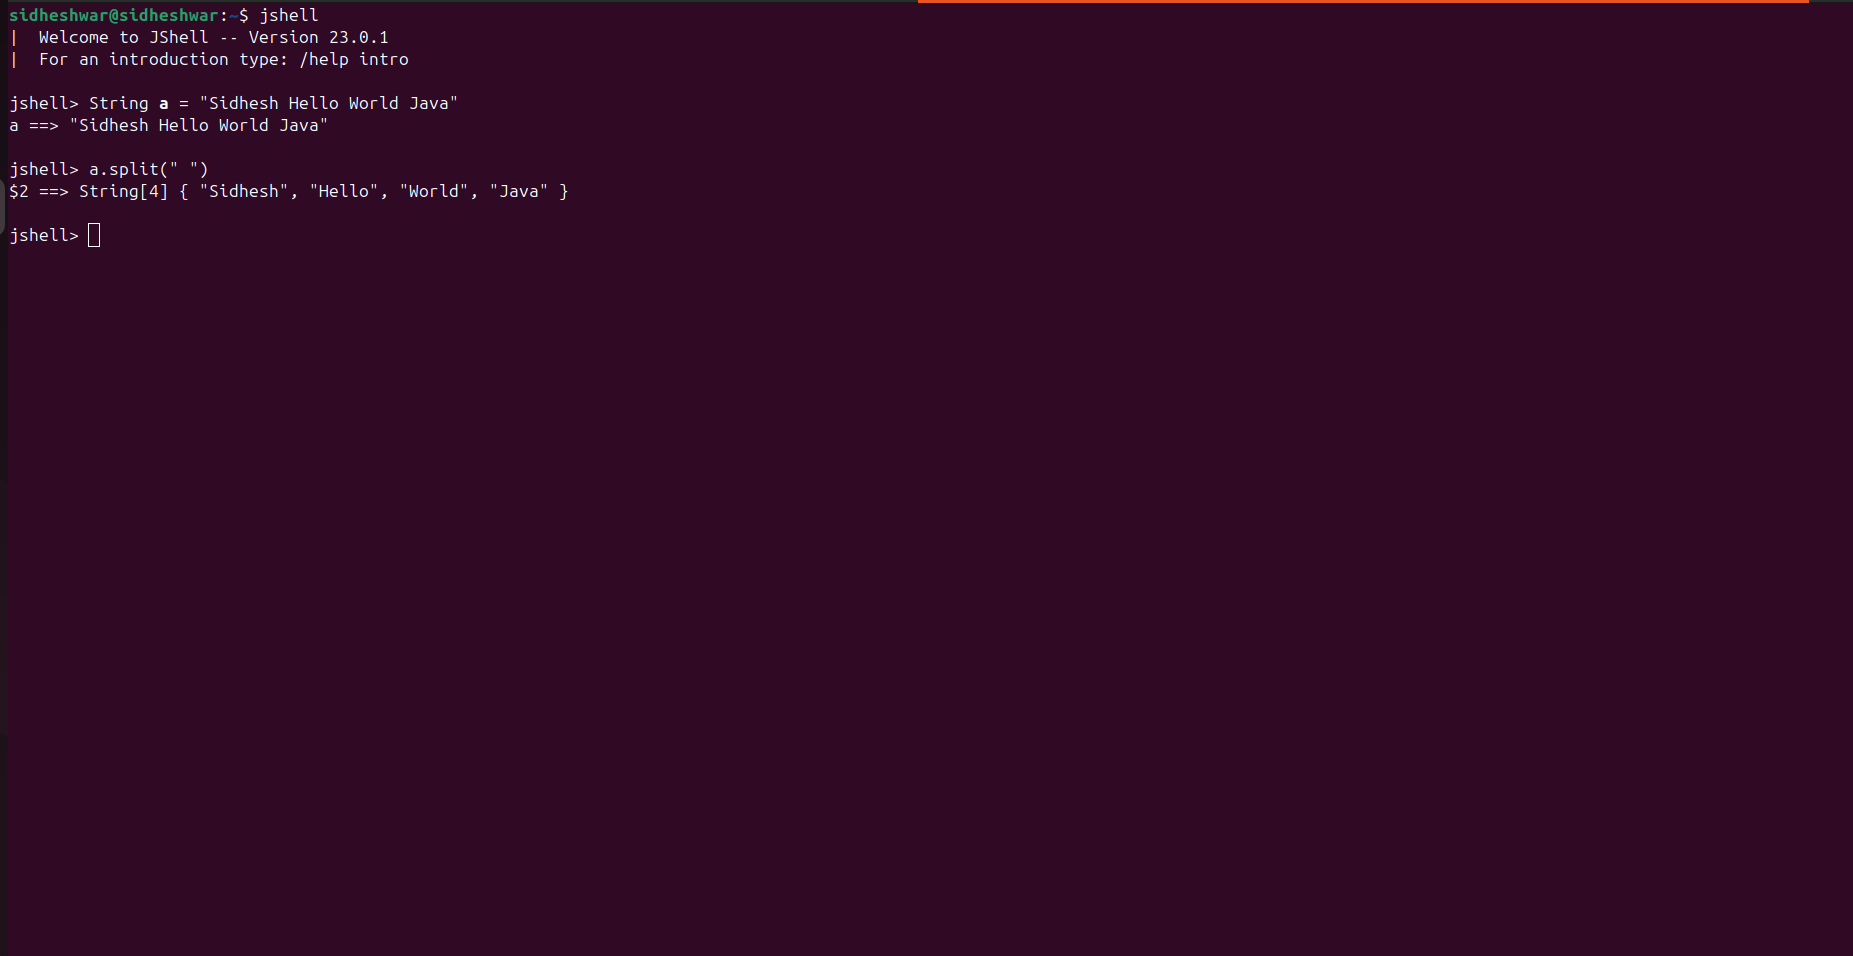 sidheshwar@sidheshwar:~$ jshell
|  Welcome to JShell -- Version 23.0.1
|  For an introduction type: /help intro
jshell> String a = "Sidhesh Hello World Java"
a ==> "Sidhesh Hello World Java"
jshell> a.split(" ")
$2 ==> String[4] { "Sidhesh", "Hello", "World", "Java" }
jshell>